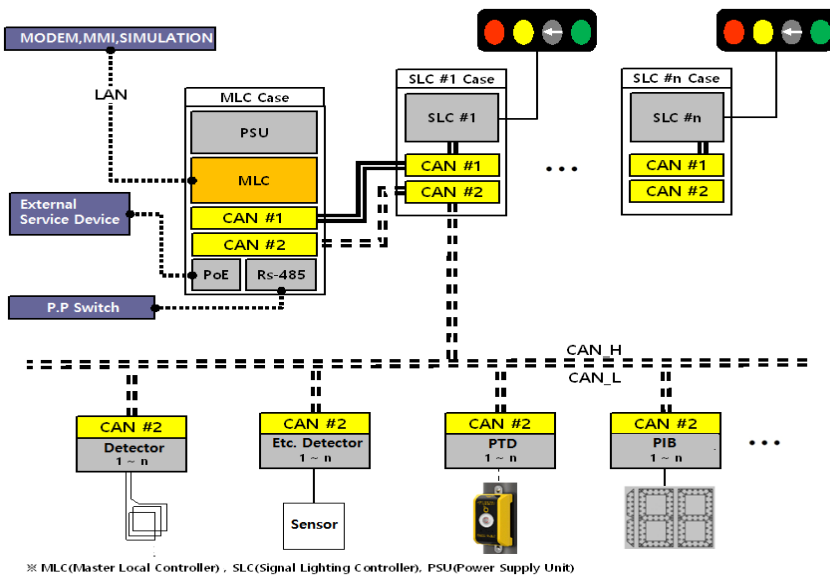 MODEM,MMI,SIMULATION
LAN
MLC Case
PSU
MLC
CAN #1
CAN #2
PoE
Rs-485
External
Service Device
P.P Switch
SLC #1 Case
SLC #1
CAN #1
CAN #2
...
SLC #n Case
SLC #n
CAN #1
CAN #2
CAN_H
CAN_L
CAN #2
Detector
1 ~ n
CAN #2
Etc. Detector
1 ~ n
Sensor
CAN #2
PTD
1 ~ n
CAN #2
PIB
1 ~ n
...
※ MLC(Master Local Controller) , SLC(Signal Lighting Controller), PSU(Power Supply Unit)